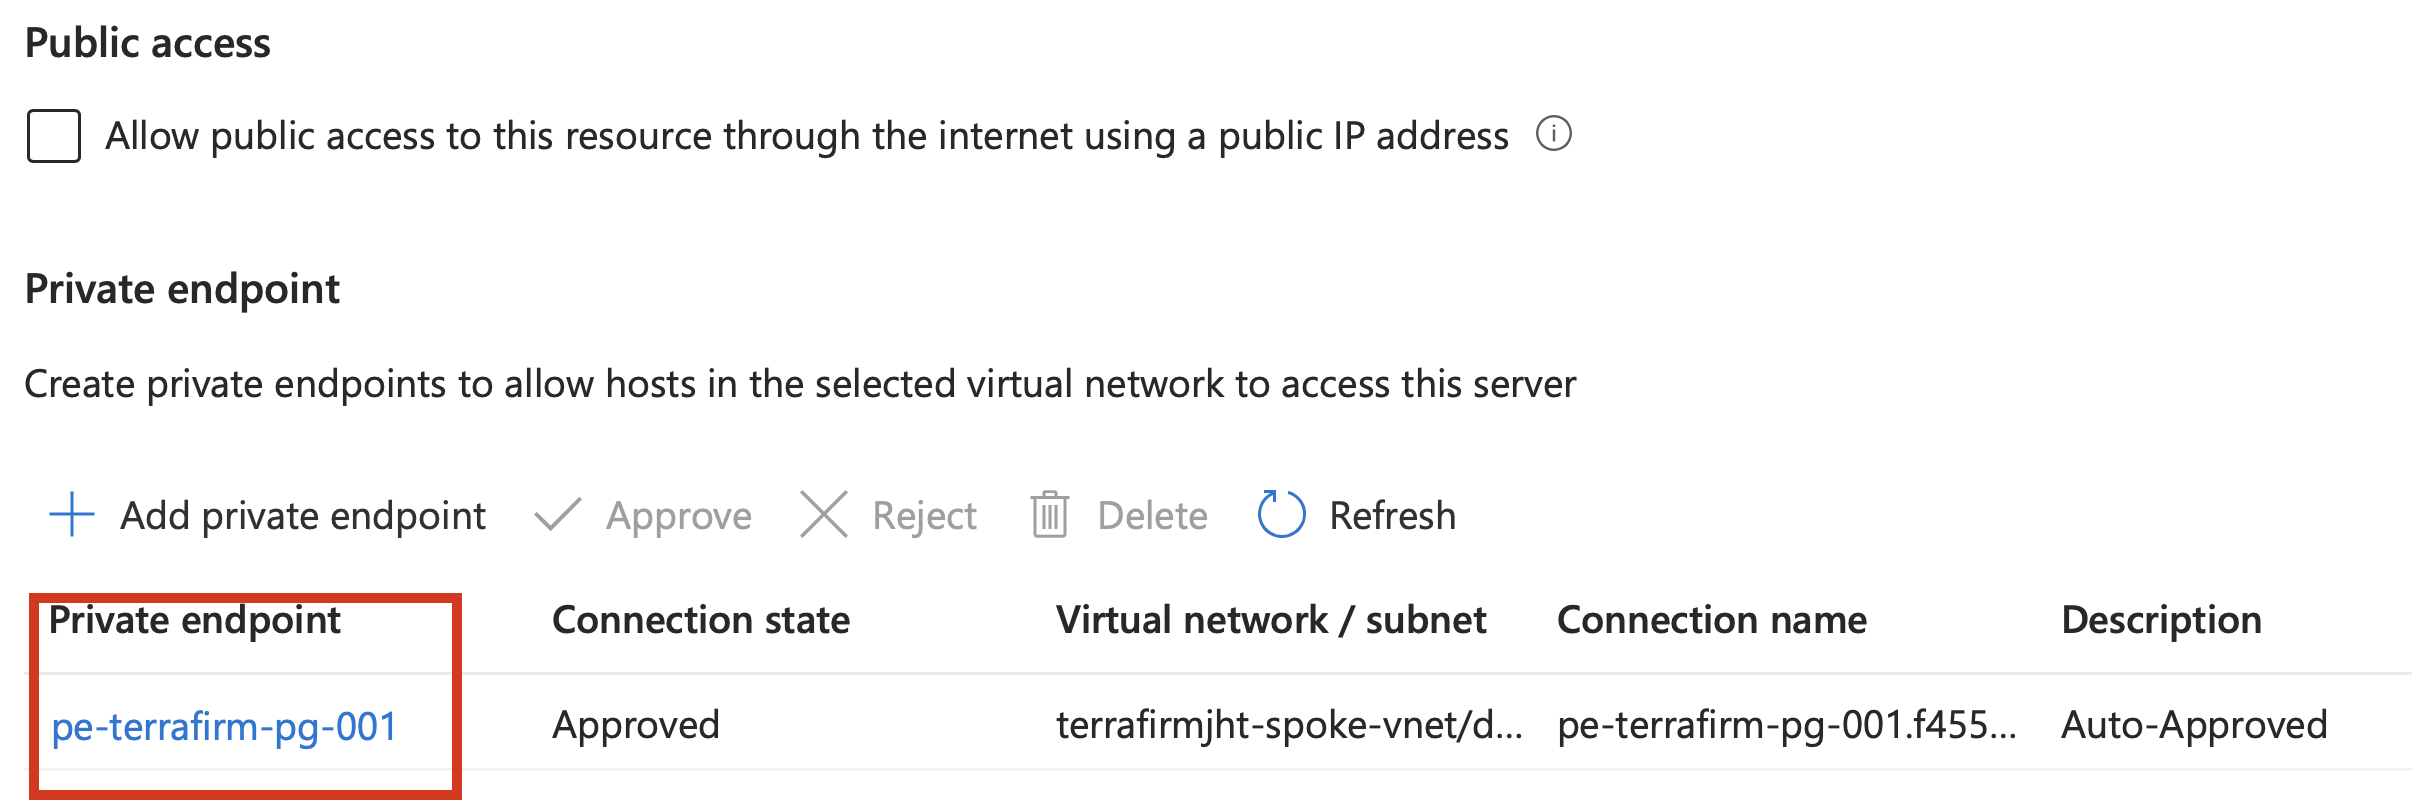 Public access
Allow public access to this resource through the internet using a public IP address
Private endpoint
Create private endpoints to allow hosts in the selected virtual network to access this server
Add private endpoint Approve Reject Delete Refresh
Private endpoint Connection state Virtual network / subnet Connection name Description
pe-terrafirm-pg-001 Approved terrafirmjht-spoke-vnet/d... pe-terrafirm-pg-001.f455... Auto-Approved